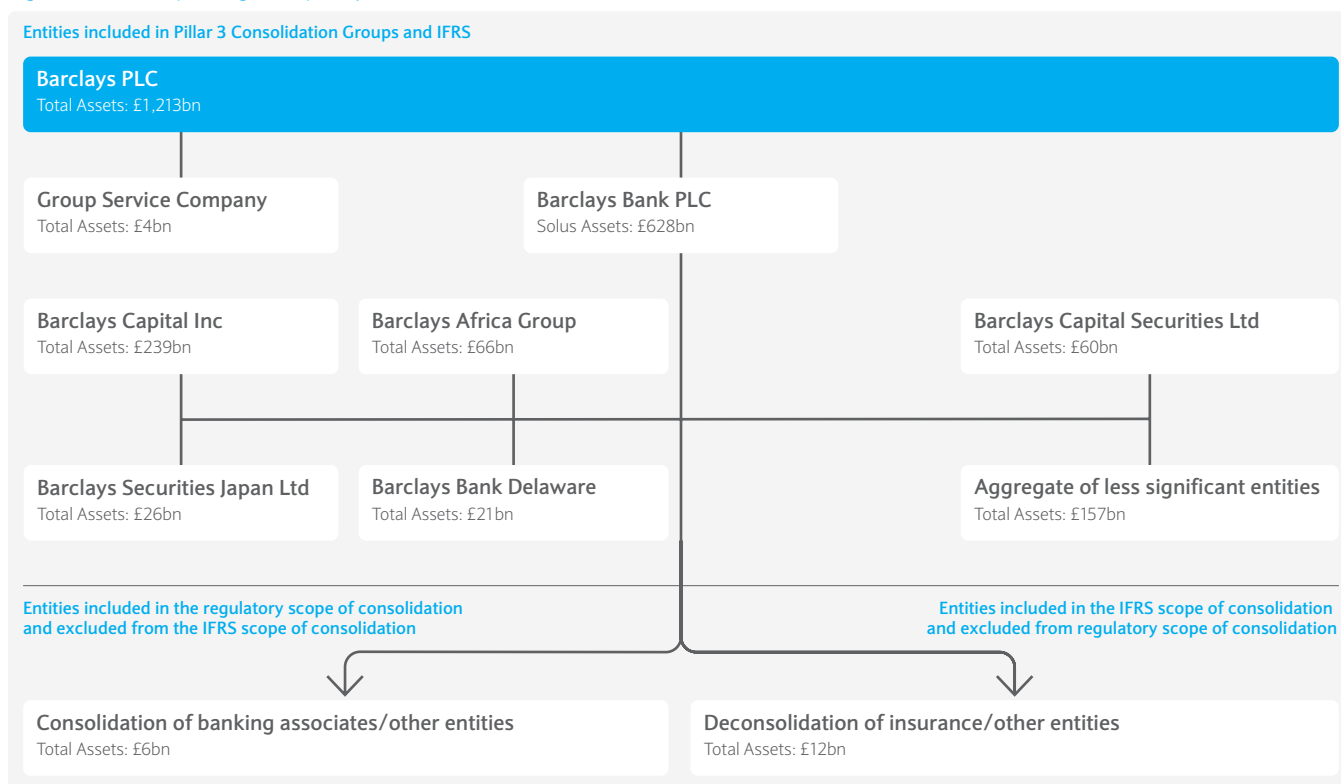 Entities included in Pillar 3 Consolidation Groups and IFRS
Barclays PLC
Total Assets: £1,213bn
Group Service Company
Total Assets: £4bn
Barclays Bank PLC
Solus Assets: £628bn
Barclays Capital Inc
Total Assets: £239bn
Barclays Africa Group
Total Assets: £66bn
Barclays Capital Securities Ltd
Total Assets: £60bn
Barclays Securities Japan Ltd
Total Assets: £26bn
Barclays Bank Delaware
Total Assets: £21bn
Aggregate of less significant entities
Total Assets: £157bn
Entities included in the regulatory scope of consolidation
and excluded from the IFRS scope of consolidation
Entities included in the IFRS scope of consolidation
and excluded from regulatory scope of consolidation
Consolidation of banking associates/other entities
Total Assets: £6bn
Deconsolidation of insurance/other entities
Total Assets: £12bn